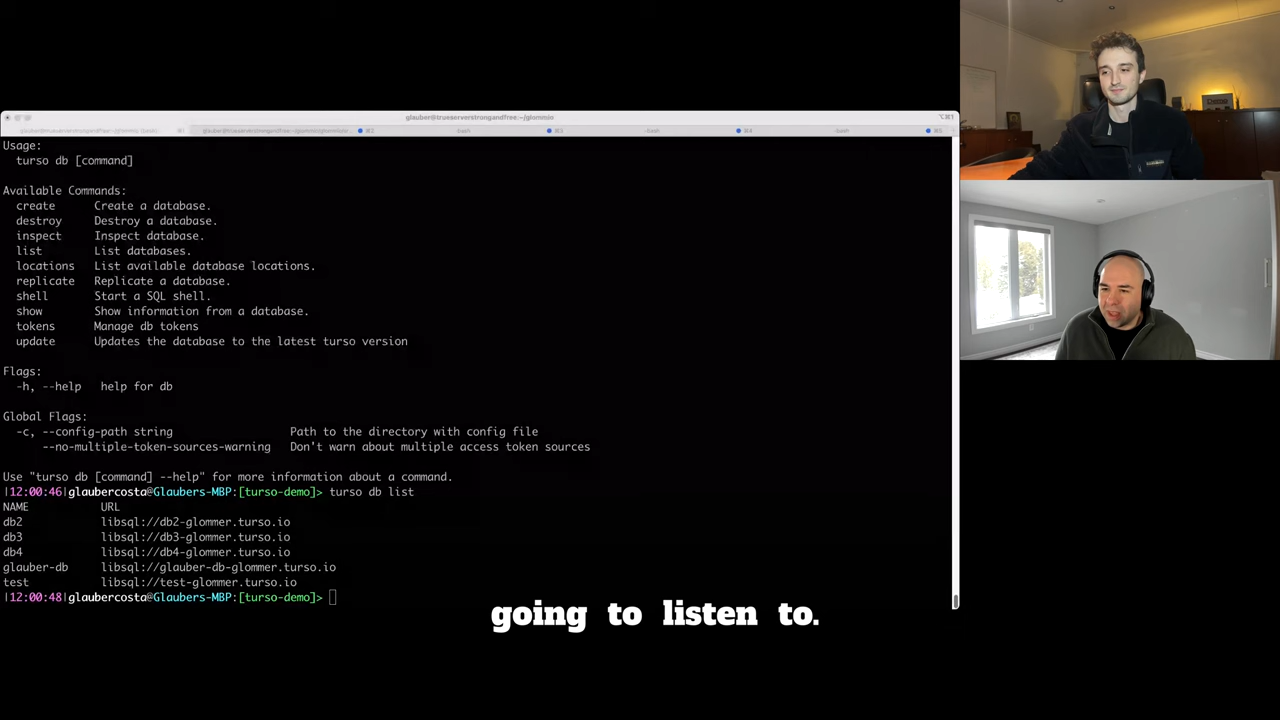 glauber@trueserverstrongandfree:~/glommio
Usage:
turso db [command]
Available Commands:
create Create a database.
destroy Destroy a database.
inspect Inspect database.
list List databases.
locations List available database locations.
replicate Replicate a database.
shell Start a SQL shell.
show Show information from a database.
tokens Manage db tokens
update Updates the database to the latest turso version
Flags:
-h, --help help for db
Global Flags:
-c, --config-path string Path to the directory with config file
--no-multiple-token-sources-warning Don't warn about multiple access token sources
Use "turso db [command] --help" for more information about a command.
|12:00:46|glaubercosta@Glaubers-MBP:[turso-demo]> turso db list
NAME URL
db2 libsql://db2-glommer.turso.io
db3 libsql://db3-glommer.turso.io
db4 libsql://db4-glommer.turso.io
glauber-db libsql://glauber-db-glommer.turso.io
test libsql://test-glommer.turso.io
|12:00:48|glaubercosta@Glaubers-MBP:[turso-demo]>
going to listen to.